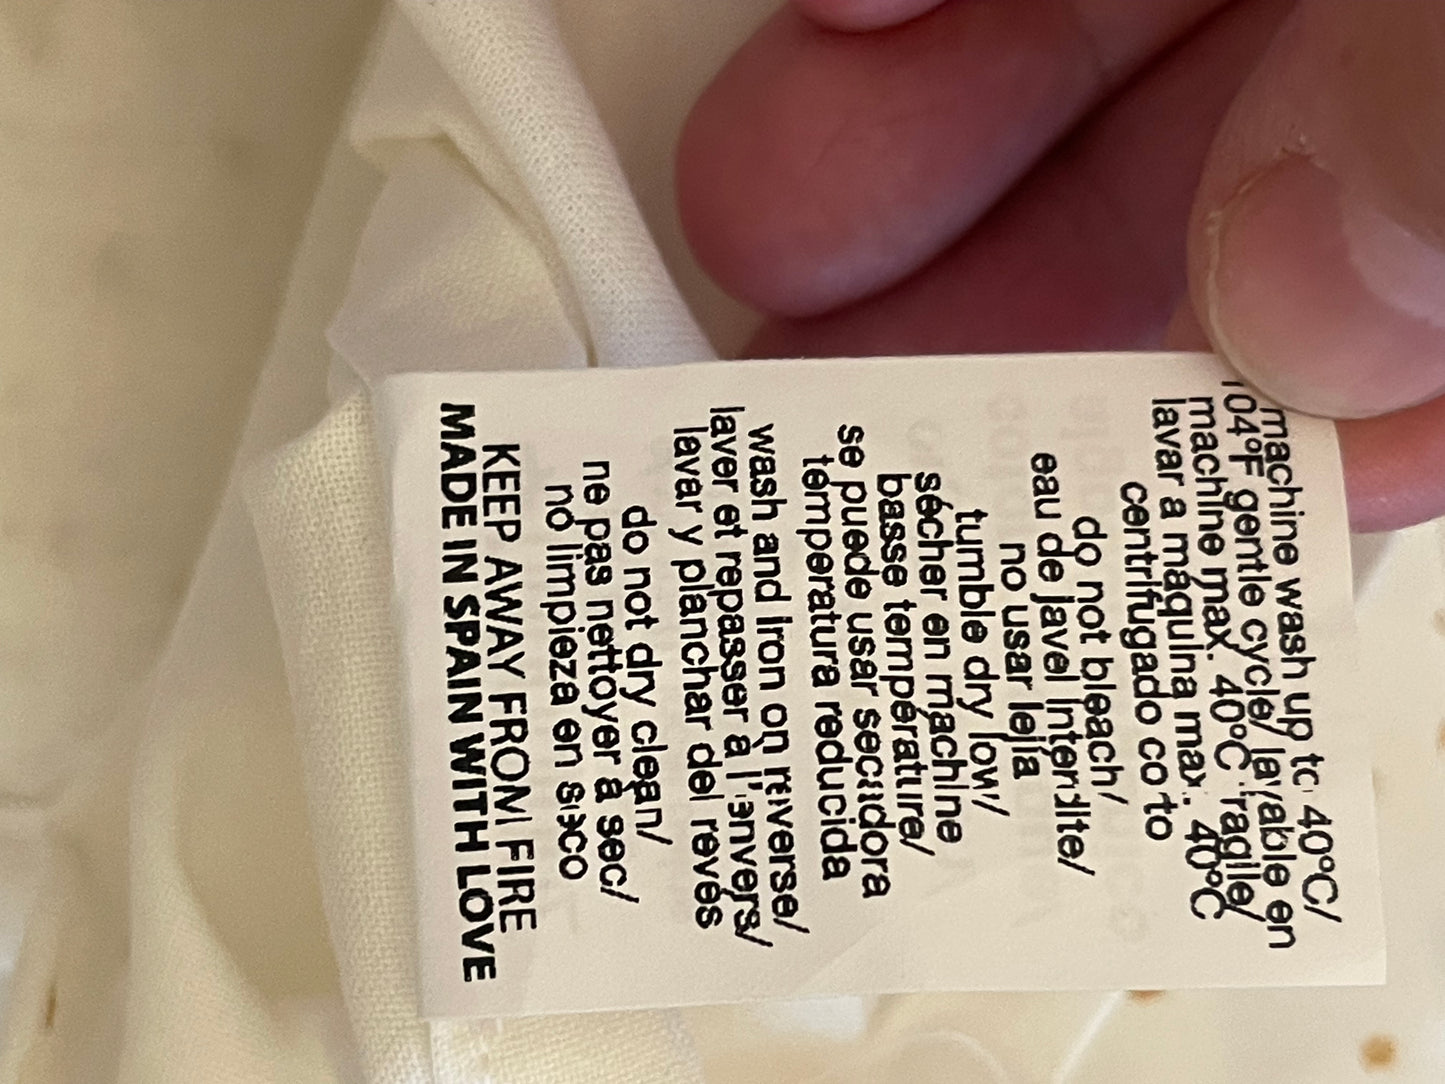 machine wash up to 40°C/
104°F gentle cycle/ lavable en
machine max. 40°C fragile/
lavar a máquina max. 40°C
centrifugado corto
do not bleach/
eau de javel interdite/
no usar lejía
tumble dry low/
sécher en machine
basse température/
se puede usar secadora
temperatura reducida
wash and iron on reverse/
laver et repasser à l'envers/
lavar y planchar del revés
do not dry clean/
ne pas nettoyer a sec/
no limpieza en seco
KEEP AWAY FROM FIRE
MADE IN SPAIN WITH LOVE